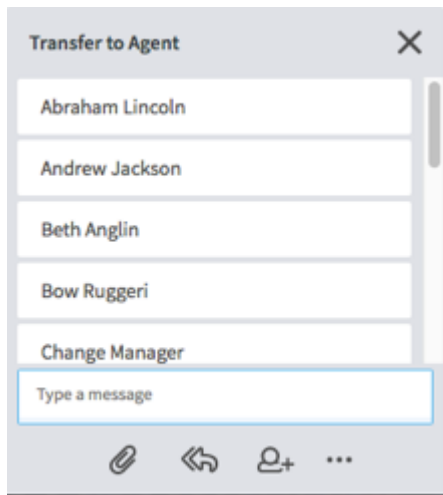 Transfer to Agent
Abraham Lincoln
Andrew Jackson
Beth Anglin
Bow Ruggeri
Change Manager
Type a message